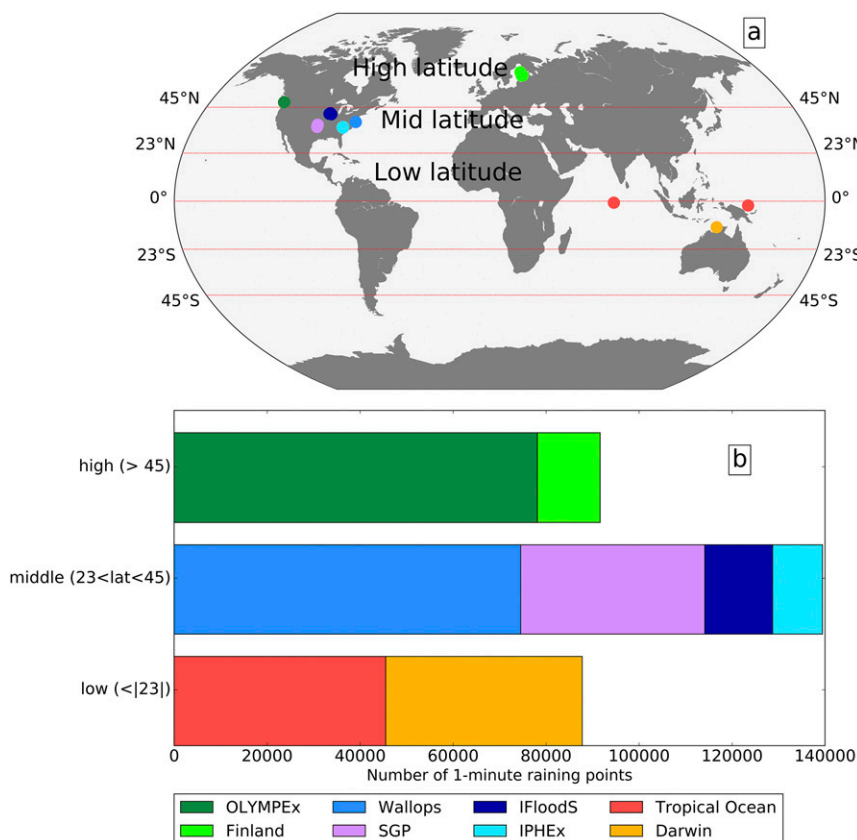 a
High latitude
45°N 45°N
Mid latitude
23°N 23°N
Low latitude
0° 0°
23°S 23°S
45°S 45°S
b
high (> 45)
middle (23<lat<45)
low (<|23|)
0 20000 40000 60000 80000 100000 120000 140000
Number of 1-minute raining points
OLYMPEx Wallops IFloodS Tropical Ocean
Finland SGP IPHEx Darwin